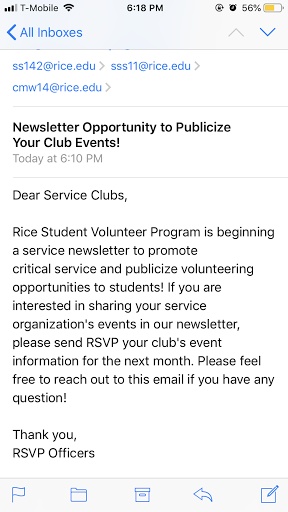 T-Mobile 6:18 PM 56%
All Inboxes
ss142@rice.edu sss11@rice.edu
cmw14@rice.edu
Newsletter Opportunity to Publicize
Your Club Events!
Today at 6:10 PM
Dear Service Clubs,
Rice Student Volunteer Program is beginning
a service newsletter to promote
critical service and publicize volunteering
opportunities to students! If you are
interested in sharing your service
organization's events in our newsletter,
please send RSVP your club's event
information for the next month. Please feel
free to reach out to this email if you have any
question!
Thank you,
RSVP Officers